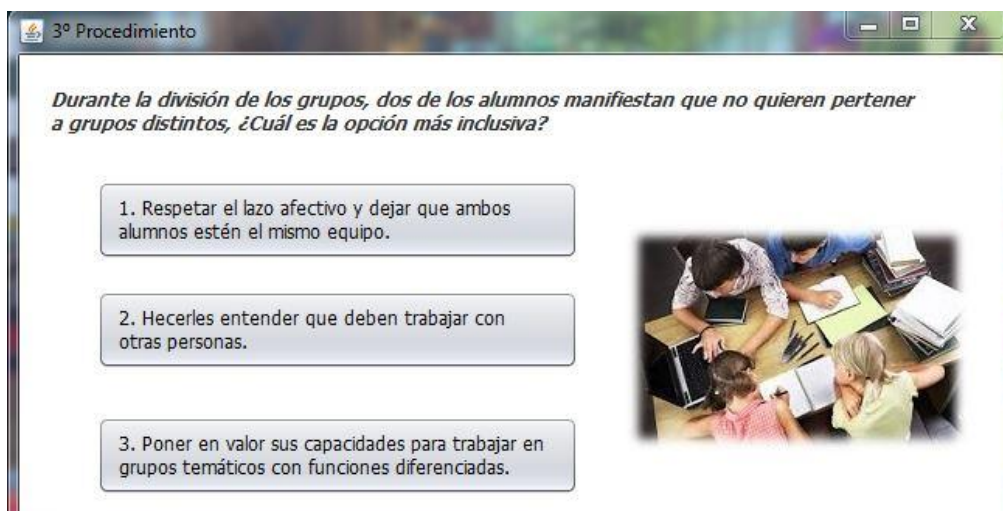 3º Procedimiento
Durante la división de los grupos, dos de los alumnos manifiestan que no quieren pertener
a grupos distintos, ¿Cuál es la opción más inclusiva?
1. Respetar el lazo afectivo y dejar que ambos
alumnos estén el mismo equipo.
2. Hecerles entender que deben trabajar con
otras personas.
3. Poner en valor sus capacidades para trabajar en
grupos temáticos con funciones diferenciadas.